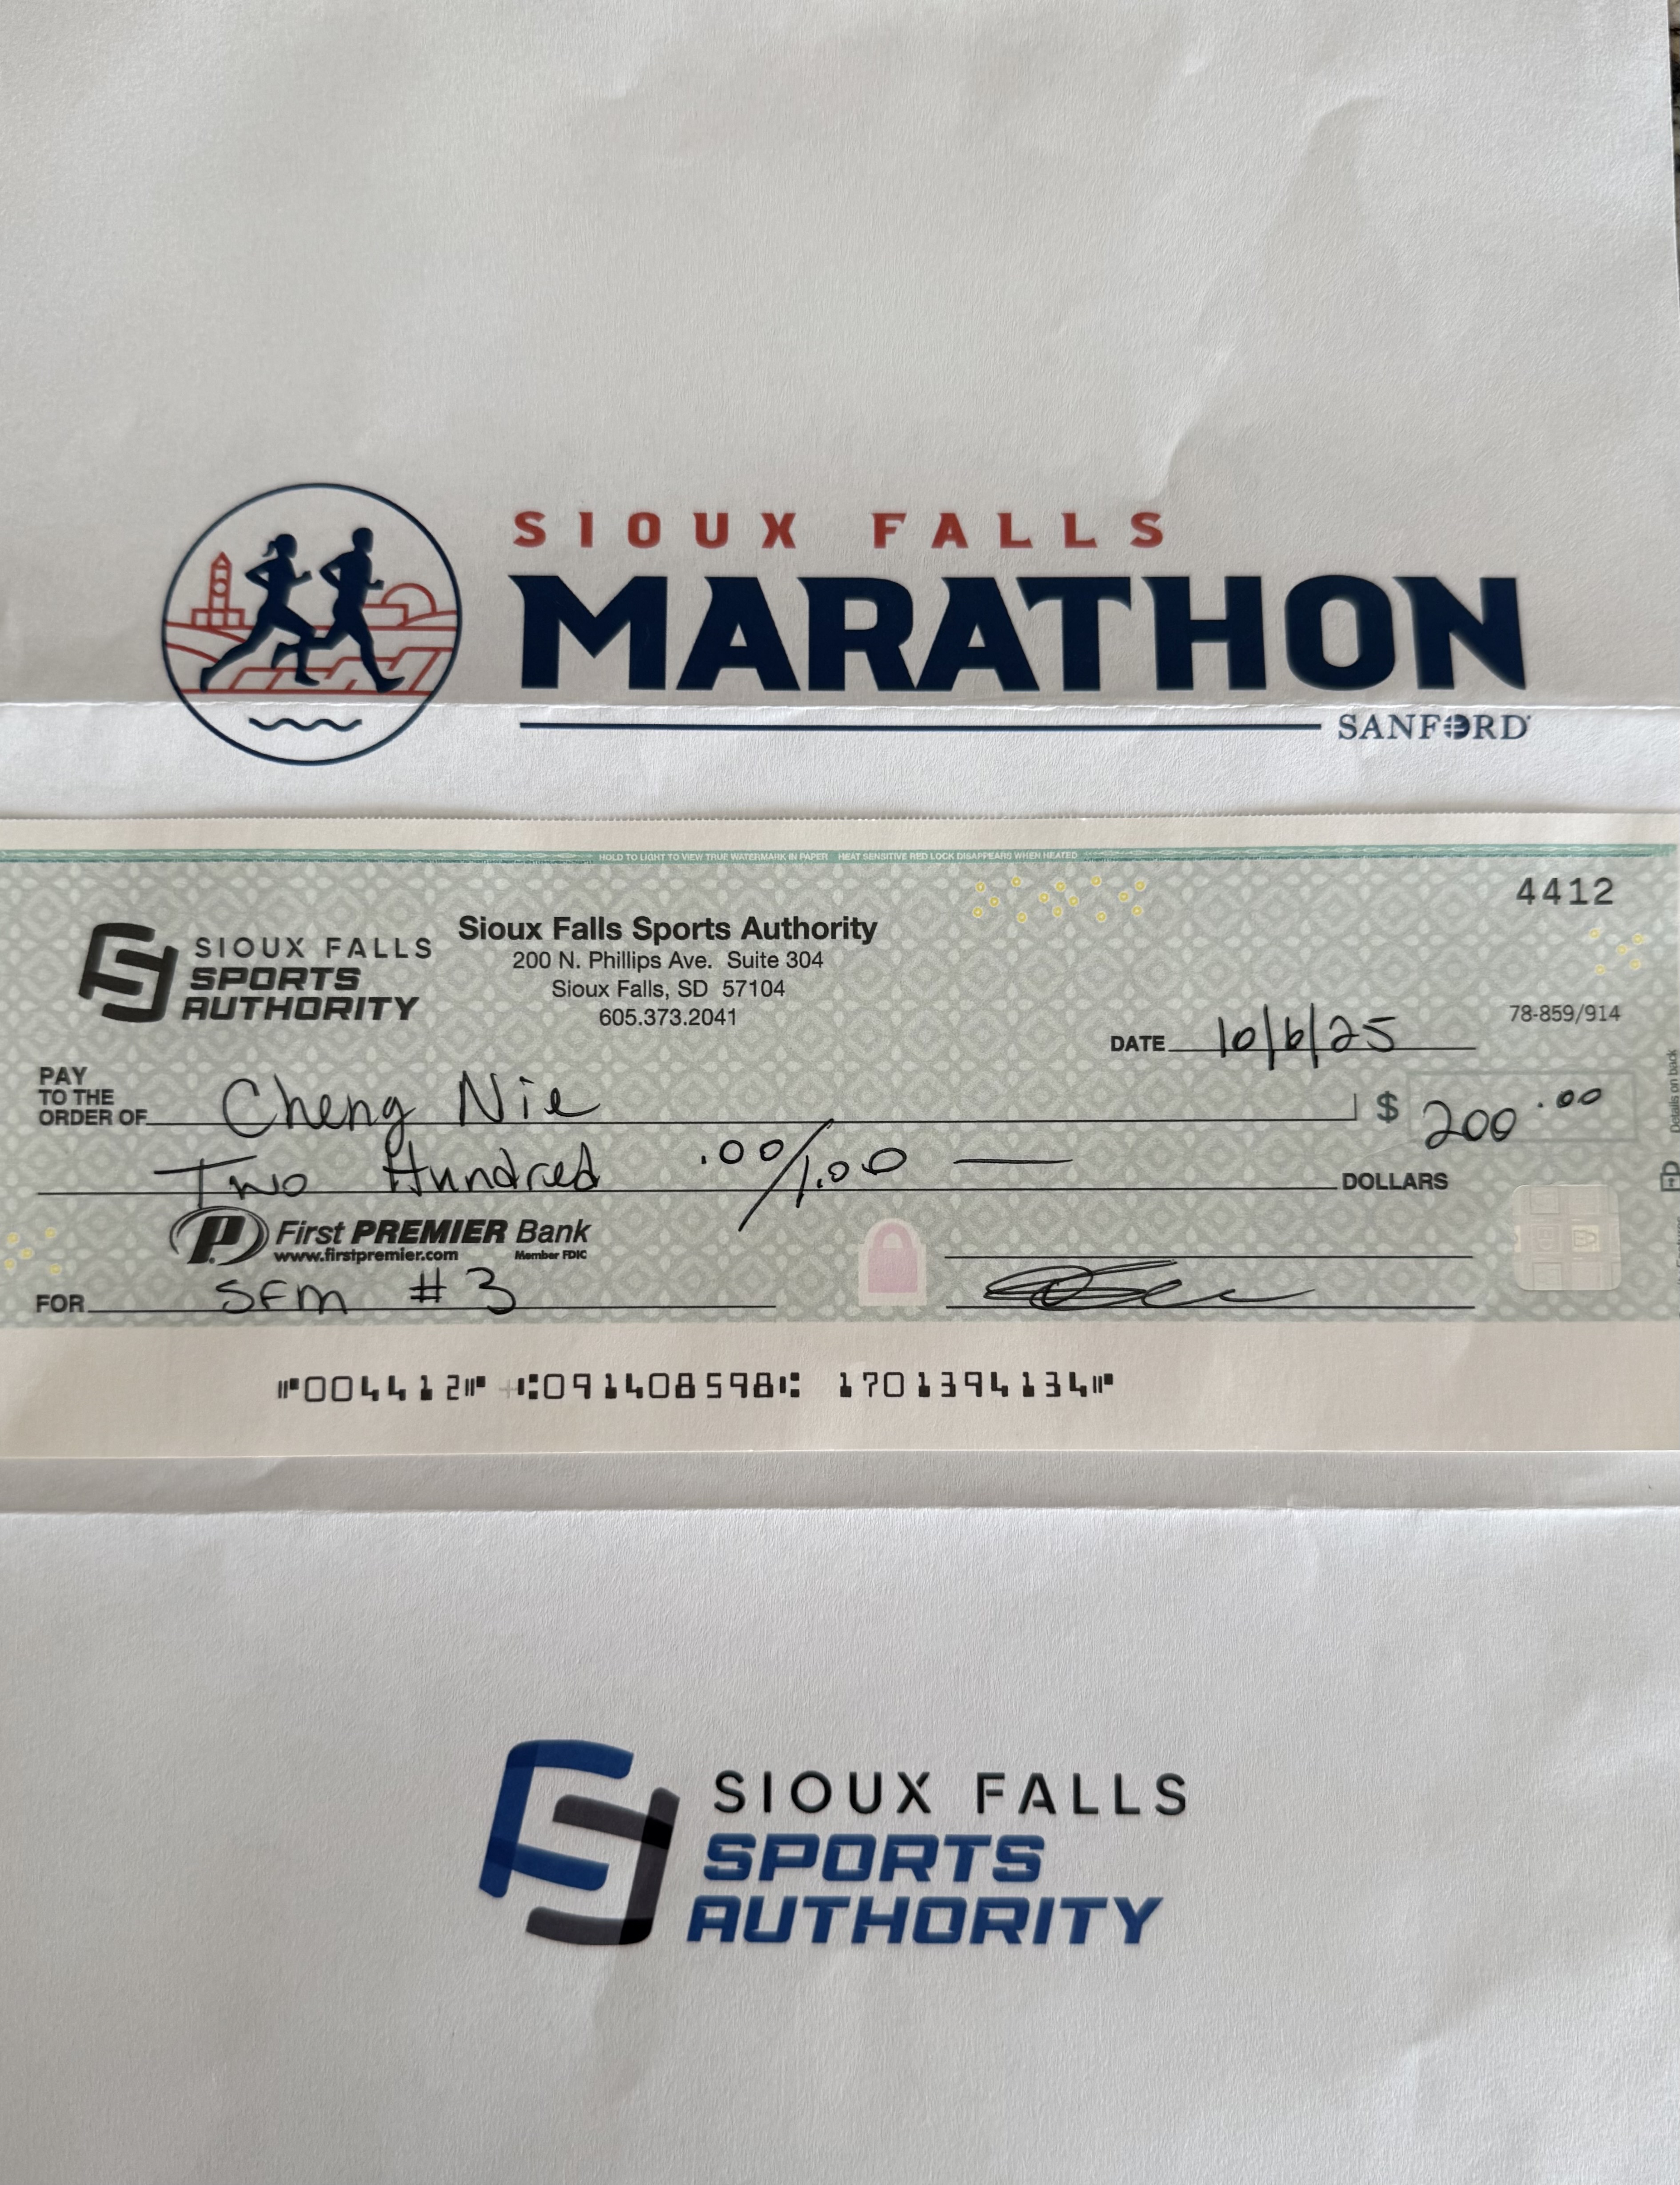 SIOUX FALLS
MARATHON
SANFORD
HOLD TO LIGHT TO VIEW TRUE WATERMARK IN PAPER HEAT SENSITIVE RED LOCK DISAPPEARS WHEN HEATED
4412
SIOUX FALLS
SPORTS
AUTHORITY
Sioux Falls Sports Authority
200 N. Phillips Ave. Suite 304
Sioux Falls, SD 57104
605.373.2041
78-859/914
DATE 10/6/25
PAY
TO THE
ORDER OF Cheng Nie $ 200.00
Two Hundred .00/1.00 — DOLLARS
First PREMIER Bank
www.firstpremier.com Member FDIC
FOR SFM #3
Details on back
⑈004412⑈ ⑆091408598⑆ 1701394134⑈
SIOUX FALLS
SPORTS
AUTHORITY